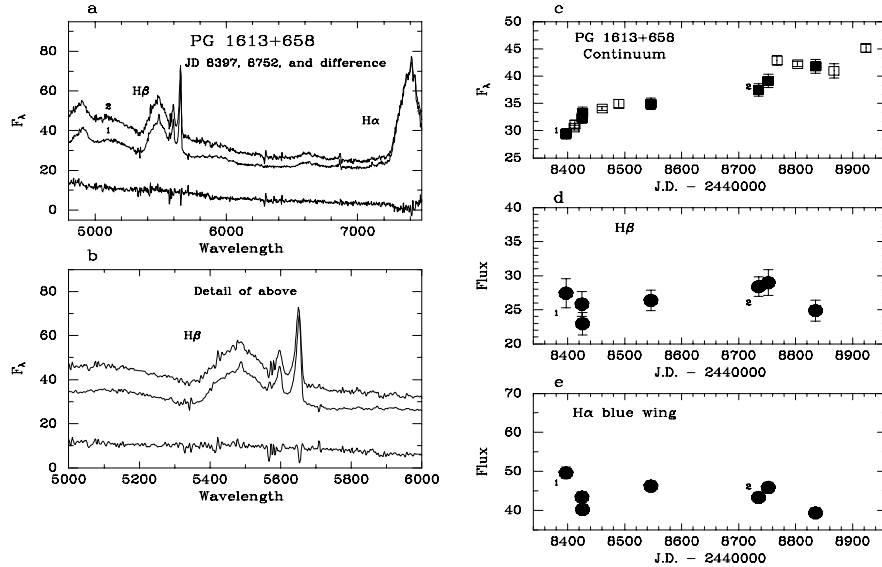 a
PG 1613+658
JD 8397, 8752, and difference
Hβ
Hα
2
1
80
60
40
20
0
F λ
5000
6000
7000
Wavelength
b
Detail of above
Hβ
80
60
40
20
0
F λ
5000
5200
5400
5600
5800
6000
Wavelength
c
PG 1613+658
Continuum
50
45
40
35
30
25
F λ
1
2
8400
8500
8600
8700
8800
8900
J.D. − 2440000
d
Hβ
40
35
30
25
20
Flux
1
2
8400
8500
8600
8700
8800
8900
J.D. − 2440000
e
Hα blue wing
70
60
50
40
Flux
1
2
8400
8500
8600
8700
8800
8900
J.D. − 2440000